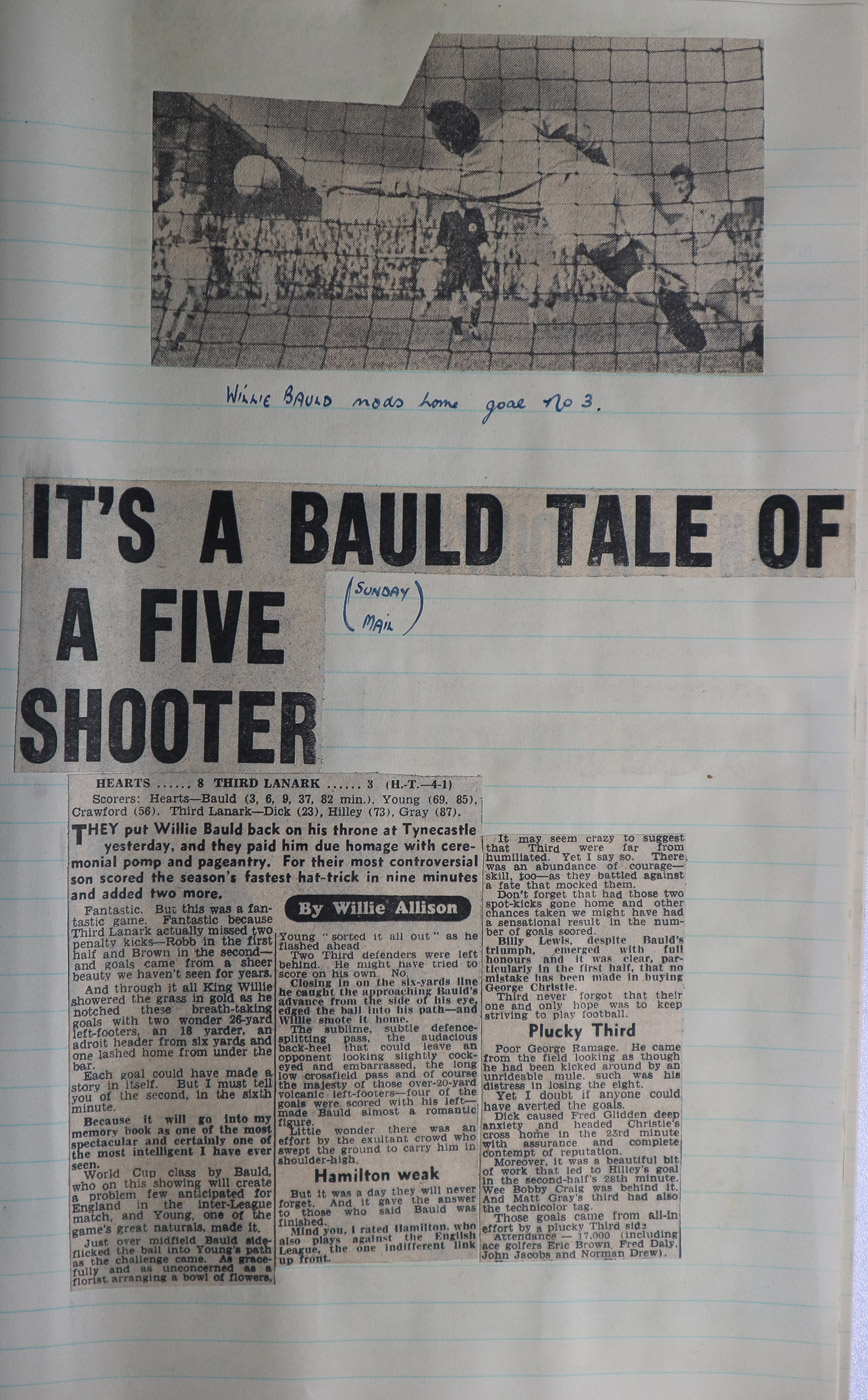 Willie Bauld nods home goal No 3.
IT'S A BAULD TALE OF
A FIVE
SHOOTER
(SUNDAY
MAIL)
HEARTS ...... 8 THIRD LANARK ...... 3 (H.-T.—4-1)
Scorers: Hearts—Bauld (3, 6, 9, 37, 82 min.), Young (69, 85),
Crawford (56). Third Lanark—Dick (23), Hilley (73), Gray (87).
THEY put Willie Bauld back on his throne at Tynecastle
yesterday, and they paid him due homage with cere-
monial pomp and pageantry. For their most controversial
son scored the season's fastest hat-trick in nine minutes
and added two more.
By Willie Allison
Fantastic. But this was a fan-
tastic game. Fantastic because
Third Lanark actually missed two
penalty kicks—Robb in the first
half and Brown in the second—
and goals came from a sheer
beauty we haven't seen for years.
And through it all King Willie
showered the grass in gold as he
notched these breath-taking
goals with two wonder 26-yard
left-footers, an 18 yarder, an
adroit header from six yards and
one lashed home from under the
bar.
Each goal could have made a
story in itself. But I must tell
you of the second, in the sixth
minute.
Because it will go into my
memory book as one of the most
spectacular and certainly one of
the most intelligent I have ever
seen.
World Cup class by Bauld,
who on this showing will create
a problem few anticipated for
England in the inter-League
match, and Young, one of the
game's great naturals, made it.
Just over midfield Bauld side-
flicked the ball into Young's path
as the challenge came. As grace-
fully and as unconcerned as a
florist arranging a bowl of flowers,
Young "sorted it all out" as he
flashed ahead
Two Third defenders were left
behind. He might have tried to
score on his own. No.
Closing in on the six-yards line
he caught the approaching Bauld's
advance from the side of his eye,
edged the ball into his path—and
Willie smote it home.
The sublime, subtle defence-
splitting pass, the audacious
back-heel that could leave an
opponent looking slightly cock-
eyed and embarrassed, the long
low crossfield pass and of course
the majesty of those over-20-yard
volcanic left-footers—four of the
goals were scored with his left—
made Bauld almost a romantic
figure.
Little wonder there was an
effort by the exultant crowd who
swept the ground to carry him in
shoulder-high.
Hamilton weak
But it was a day they will never
forget. And it gave the answer
to those who said Bauld was
finished.
Mind you, I rated Hamilton, who
also plays against the English
League, the one indifferent link
up front.
It may seem crazy to suggest
that Third were far from
humiliated. Yet I say so. There
was an abundance of courage—
skill, too—as they battled against
a fate that mocked them.
Don't forget that had those two
spot-kicks gone home and other
chances taken we might have had
a sensational result in the num-
ber of goals scored.
Billy Lewis, despite Bauld's
triumph, emerged with full
honours and it was clear, par-
ticularly in the first half, that no
mistake has been made in buying
George Christie.
Third never forgot that their
one and only hope was to keep
striving to play football.
Plucky Third
Poor George Ramage. He came
from the field looking as though
he had been kicked around by an
unrideable mule, such was his
distress in losing the eight.
Yet I doubt if anyone could
have averted the goals.
Dick caused Fred Glidden deep
anxiety and headed Christie's
cross home in the 23rd minute
with assurance and complete
contempt of reputation.
Moreover, it was a beautiful bit
of work that led to Hilley's goal
in the second-half's 28th minute.
Wee Bobby Craig was behind it.
And Matt Gray's third had also
the technicolor tag.
Those goals came from all-in
effort by a plucky Third side
Attendance — 17,000 (including
ace golfers Eric Brown, Fred Daly,
John Jacobs and Norman Drew).